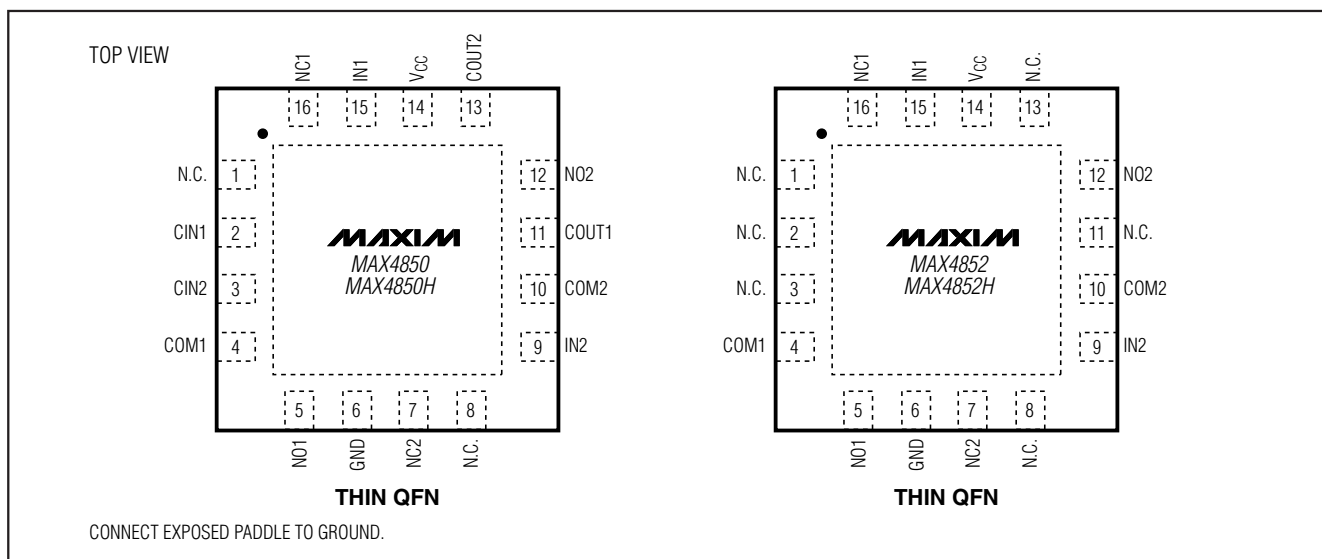 TOP VIEW
NC1 IN1 VCC COUT2
16 15 14 13
N.C. 1
CIN1 2
CIN2 3
COM1 4
12 NO2
11 COUT1
10 COM2
9 IN2
MAXIM
MAX4850
MAX4850H
5 6 7 8
NO1 GND NC2 N.C.
THIN QFN
NC1 IN1 VCC N.C.
16 15 14 13
N.C. 1
N.C. 2
N.C. 3
COM1 4
12 NO2
11 N.C.
10 COM2
9 IN2
MAXIM
MAX4852
MAX4852H
5 6 7 8
NO1 GND NC2 N.C.
THIN QFN
CONNECT EXPOSED PADDLE TO GROUND.